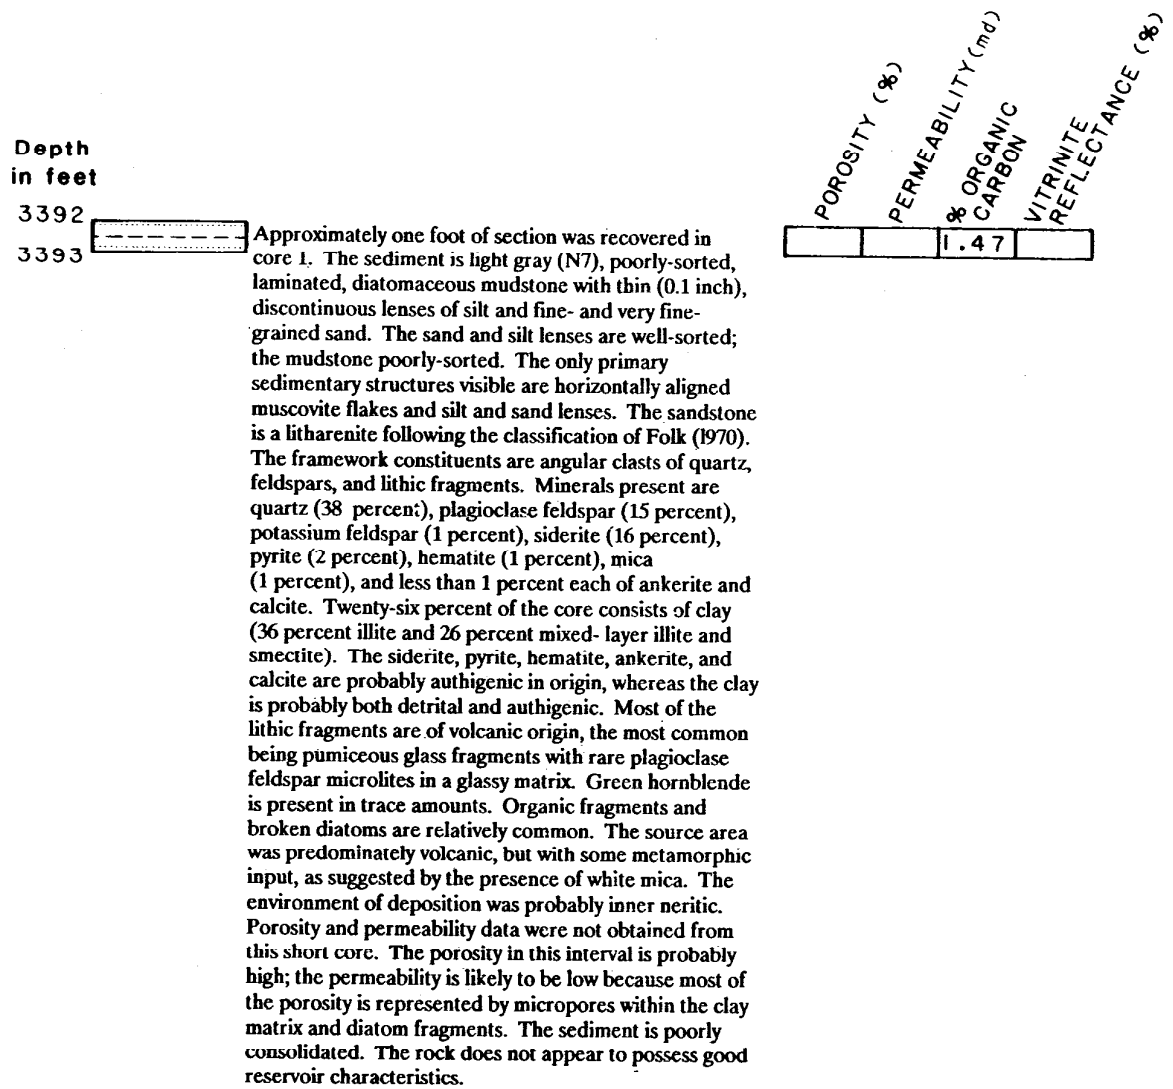 POROSITY (%)
PERMEABILITY (md)
% ORGANIC
CARBON
VITRINITE
REFLECTANCE (%)
Depth
in feet
3392
3393
1.47
Approximately one foot of section was recovered in
core 1. The sediment is light gray (N7), poorly-sorted,
laminated, diatomaceous mudstone with thin (0.1 inch),
discontinuous lenses of silt and fine- and very fine-
grained sand. The sand and silt lenses are well-sorted;
the mudstone poorly-sorted. The only primary
sedimentary structures visible are horizontally aligned
muscovite flakes and silt and sand lenses. The sandstone
is a litharenite following the classification of Folk (1970).
The framework constituents are angular clasts of quartz,
feldspars, and lithic fragments. Minerals present are
quartz (38 percent), plagioclase feldspar (15 percent),
potassium feldspar (1 percent), siderite (16 percent),
pyrite (2 percent), hematite (1 percent), mica
(1 percent), and less than 1 percent each of ankerite and
calcite. Twenty-six percent of the core consists of clay
(36 percent illite and 26 percent mixed- layer illite and
smectite). The siderite, pyrite, hematite, ankerite, and
calcite are probably authigenic in origin, whereas the clay
is probably both detrital and authigenic. Most of the
lithic fragments are of volcanic origin, the most common
being pumiceous glass fragments with rare plagioclase
feldspar microlites in a glassy matrix. Green hornblende
is present in trace amounts. Organic fragments and
broken diatoms are relatively common. The source area
was predominately volcanic, but with some metamorphic
input, as suggested by the presence of white mica. The
environment of deposition was probably inner neritic.
Porosity and permeability data were not obtained from
this short core. The porosity in this interval is probably
high; the permeability is likely to be low because most of
the porosity is represented by micropores within the clay
matrix and diatom fragments. The sediment is poorly
consolidated. The rock does not appear to possess good
reservoir characteristics.